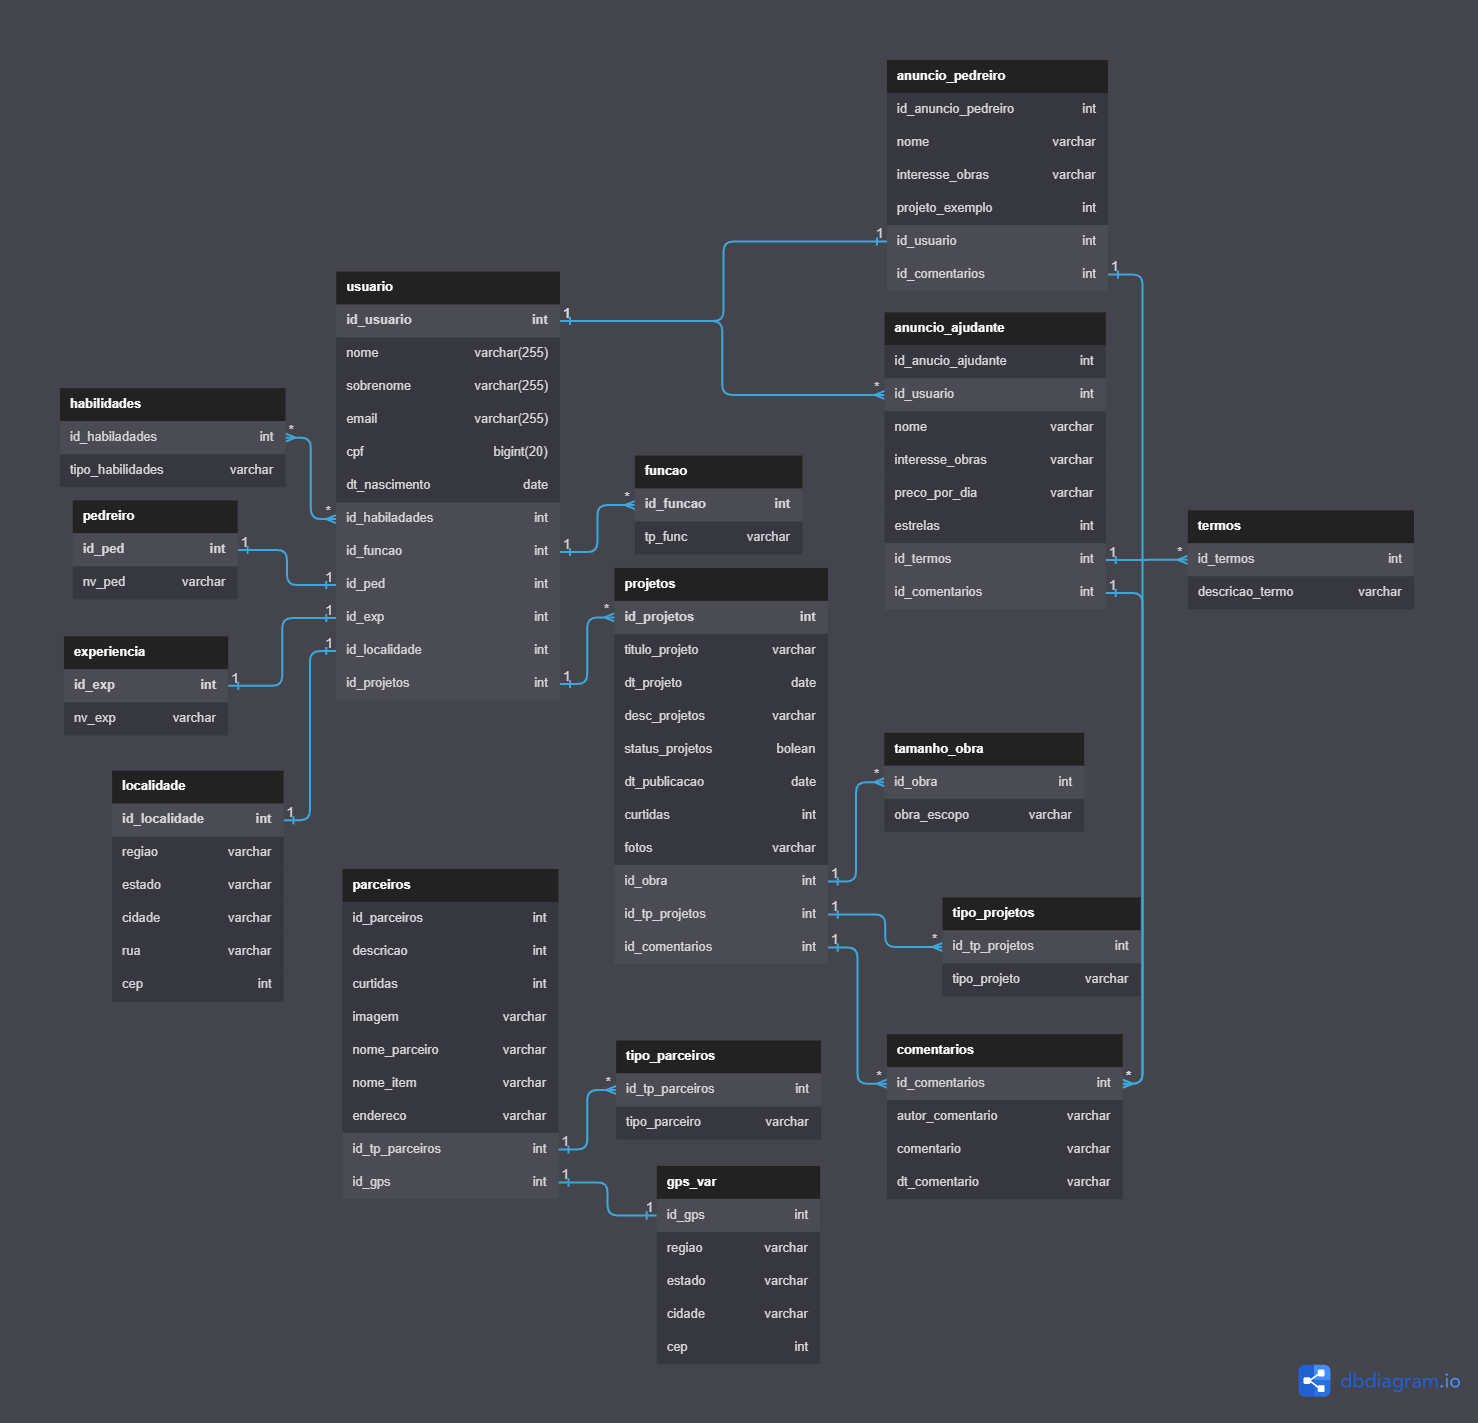 anuncio_pedreiro
id_anuncio_pedreiro int
nome varchar
interesse_obras varchar
projeto_exemplo int
1 id_usuario int
id_comentarios int 1
usuario
id_usuario int 1
nome varchar(255)
sobrenome varchar(255)
email varchar(255)
cpf bigint(20)
dt_nascimento date
* id_habiladades int
id_funcao int 1
1 id_ped int
1 id_exp int
1 id_localidade int
id_projetos int 1
anuncio_ajudante
id_anucio_ajudante int
* id_usuario int
nome varchar
interesse_obras varchar
preco_por_dia varchar
estrelas int
id_termos int 1
id_comentarios int 1
habilidades
id_habiladades int *
tipo_habilidades varchar
pedreiro
id_ped int 1
nv_ped varchar
funcao
* id_funcao int
tp_func varchar
termos
* id_termos int
descricao_termo varchar
experiencia
id_exp int 1
nv_exp varchar
projetos
* id_projetos int
titulo_projeto varchar
dt_projeto date
desc_projetos varchar
status_projetos bolean
dt_publicacao date
curtidas int
fotos varchar
id_obra int 1
id_tp_projetos int 1
id_comentarios int 1
tamanho_obra
* id_obra int
obra_escopo varchar
localidade
id_localidade int 1
regiao varchar
estado varchar
cidade varchar
rua varchar
cep int
parceiros
id_parceiros int
descricao int
curtidas int
imagem varchar
nome_parceiro varchar
nome_item varchar
endereco varchar
id_tp_parceiros int 1
id_gps int 1
tipo_projetos
* id_tp_projetos int
tipo_projeto varchar
tipo_parceiros
* id_tp_parceiros int
tipo_parceiro varchar
comentarios
* id_comentarios int *
autor_comentario varchar
comentario varchar
dt_comentario varchar
gps_var
1 id_gps int
regiao varchar
estado varchar
cidade varchar
cep int
dbdiagram.io